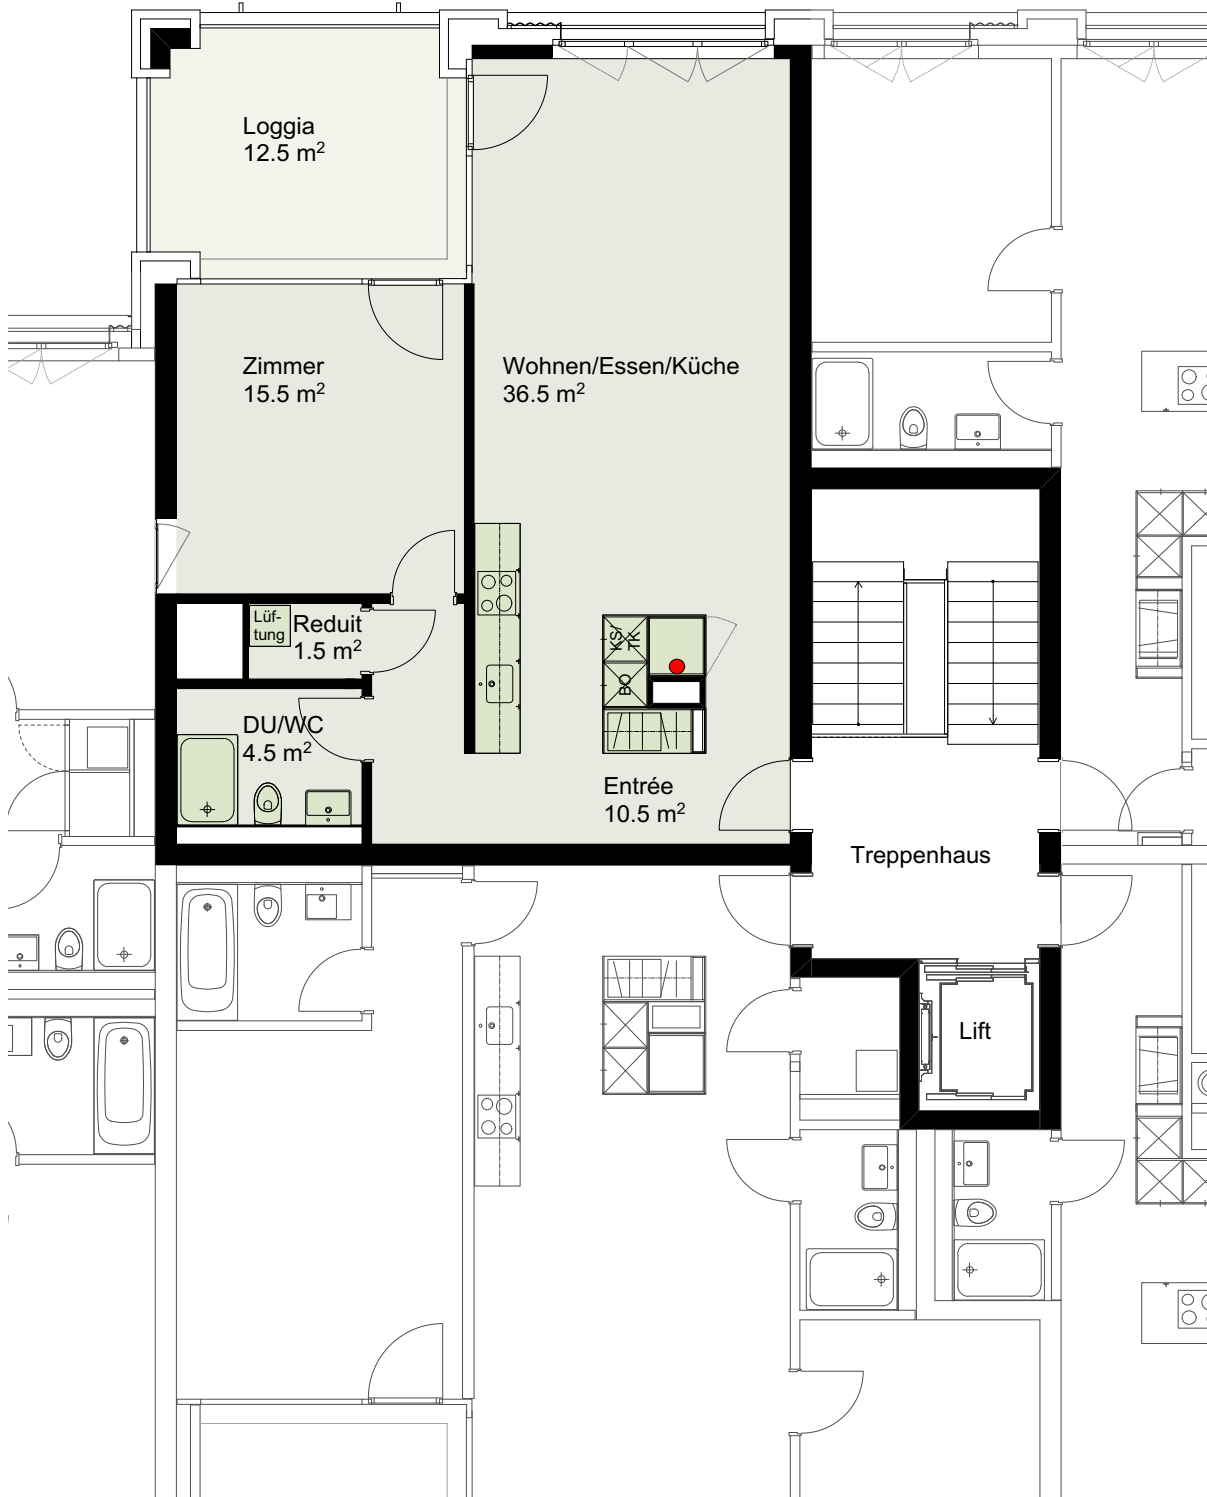 Loggia
12.5 m²
Zimmer
15.5 m²
Wohnen/Essen/Küche
36.5 m²
Lüf-
tung
Reduit
1.5 m²
KS/
TK
BO
DU/WC
4.5 m²
Entrée
10.5 m²
Treppenhaus
Lift